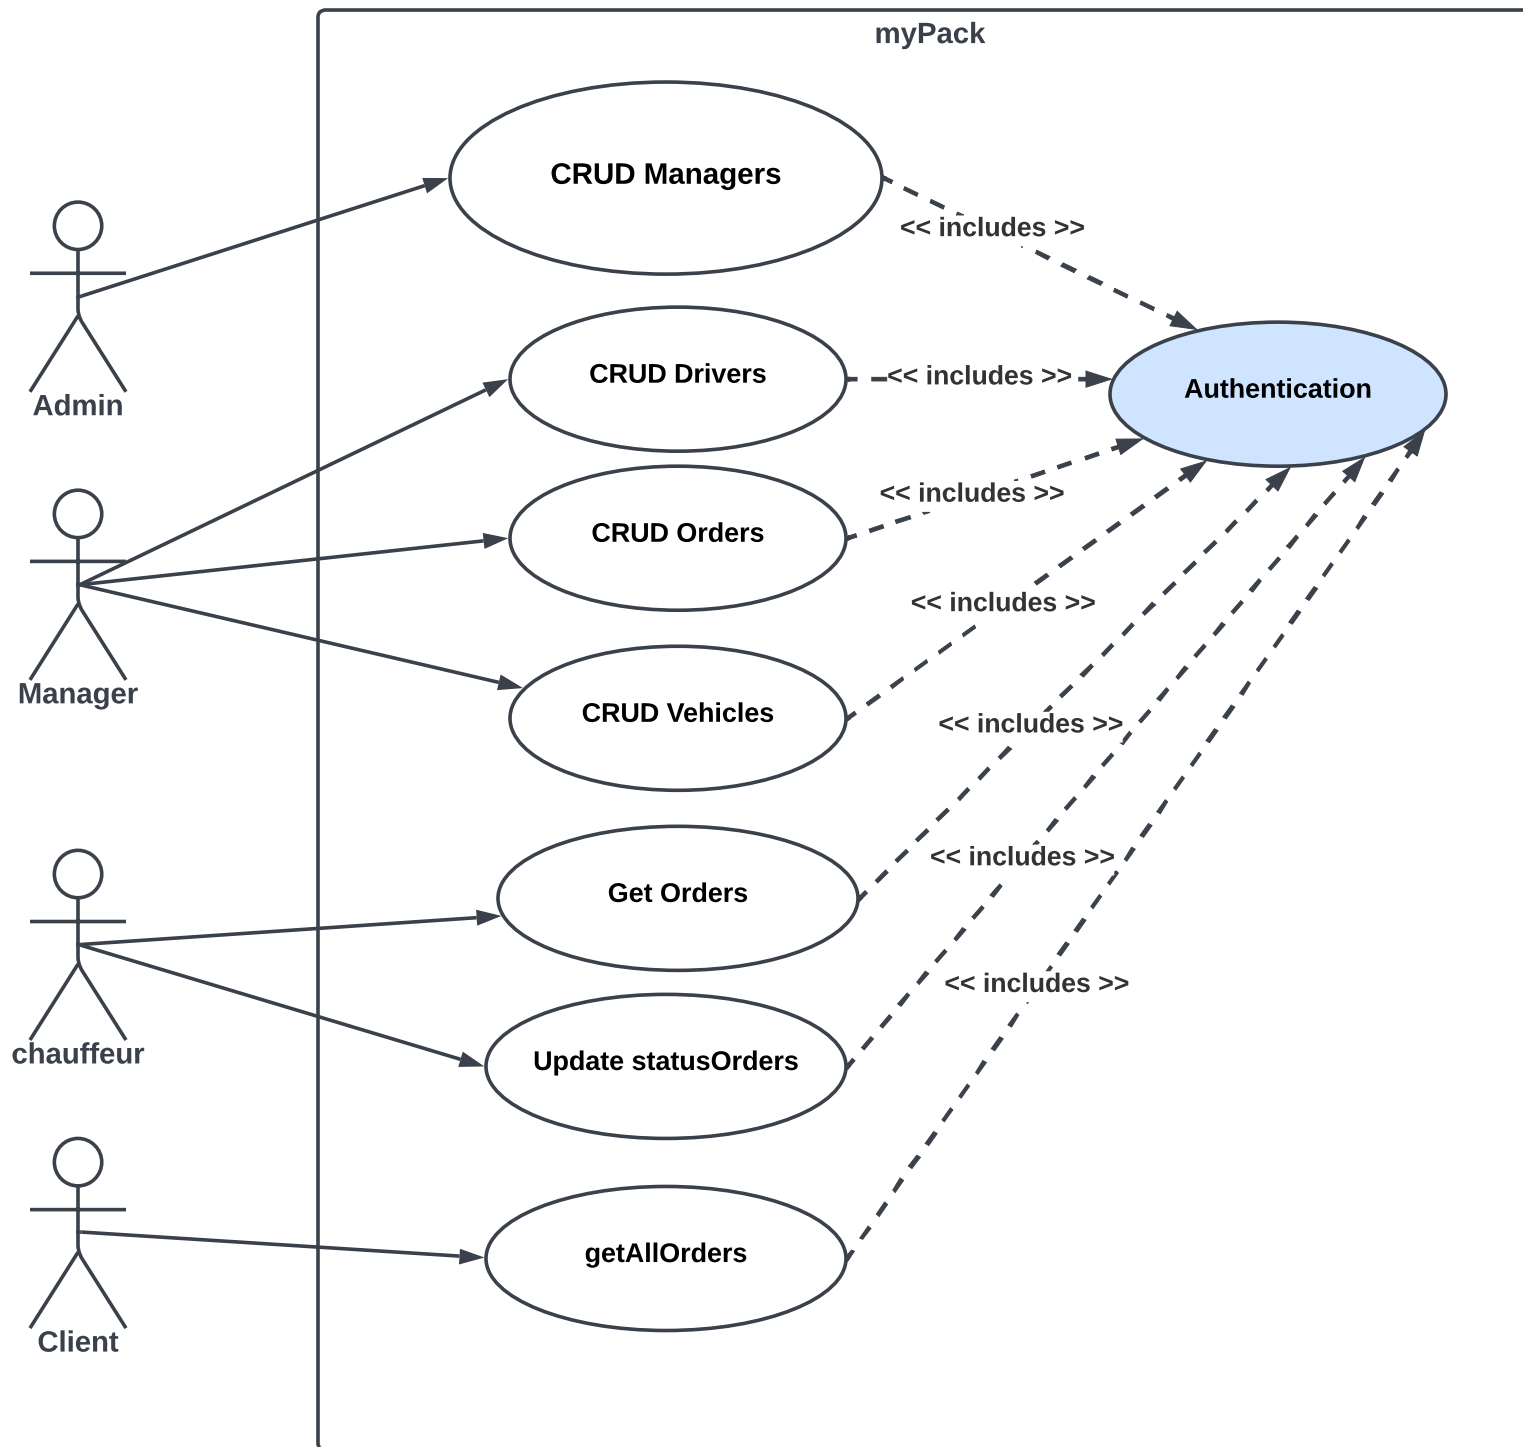 myPack
CRUD Managers
<< includes >>
Admin
CRUD Drivers
<< includes >>
Authentication
CRUD Orders
<< includes >>
Manager
CRUD Vehicles
<< includes >>
<< includes >>
Get Orders
<< includes >>
chauffeur
Update statusOrders
<< includes >>
getAllOrders
Client